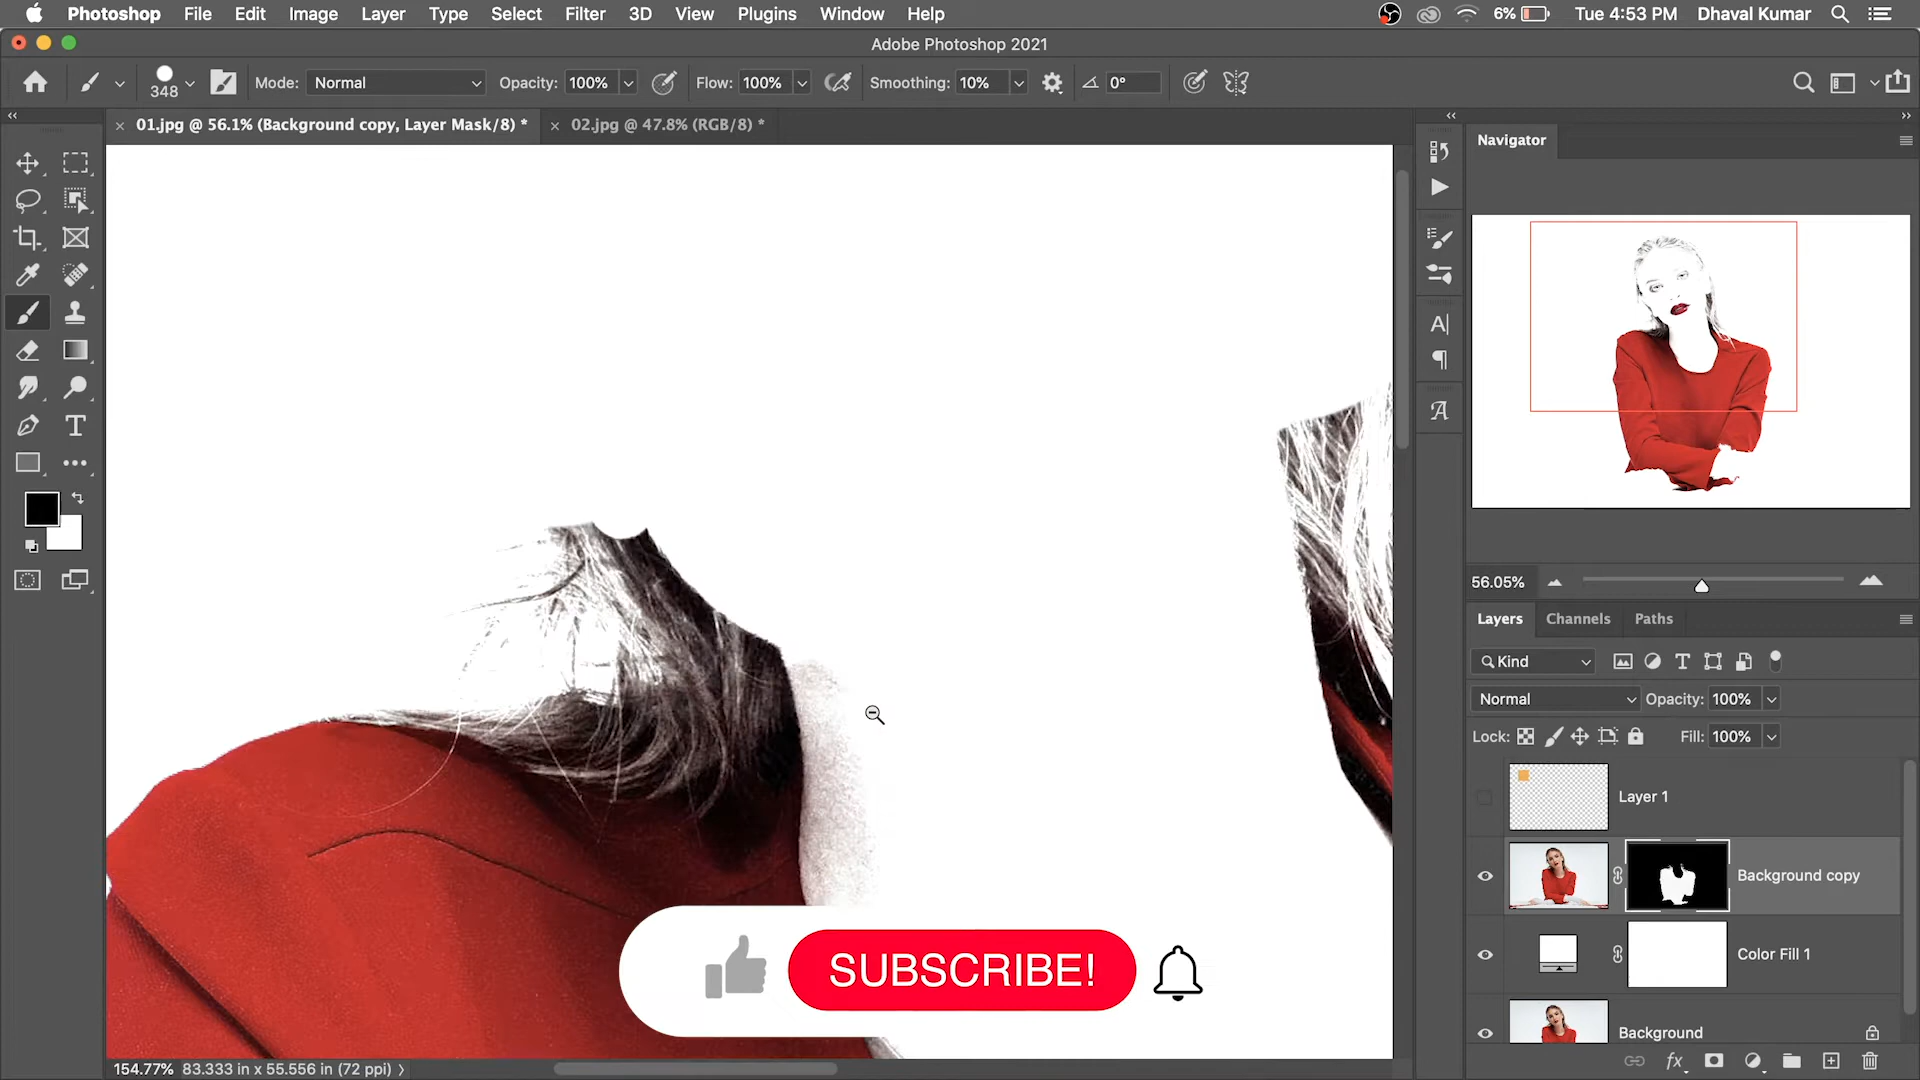 Photoshop File Edit Image Layer Type Select Filter 3D View Plugins Window Help 6% Tue 4:53 PM Dhaval Kumar
Adobe Photoshop 2021
348 Mode: Normal Opacity: 100% Flow: 100% Smoothing: 10% 0°
01.jpg @ 56.1% (Background copy, Layer Mask/8) * 02.jpg @ 47.8% (RGB/8) *
Navigator
56.05%
Layers Channels Paths
Kind
Normal Opacity: 100%
Lock: Fill: 100%
Layer 1
Background copy
Color Fill 1
Background
SUBSCRIBE!
154.77% 83.333 in x 55.556 in (72 ppi)